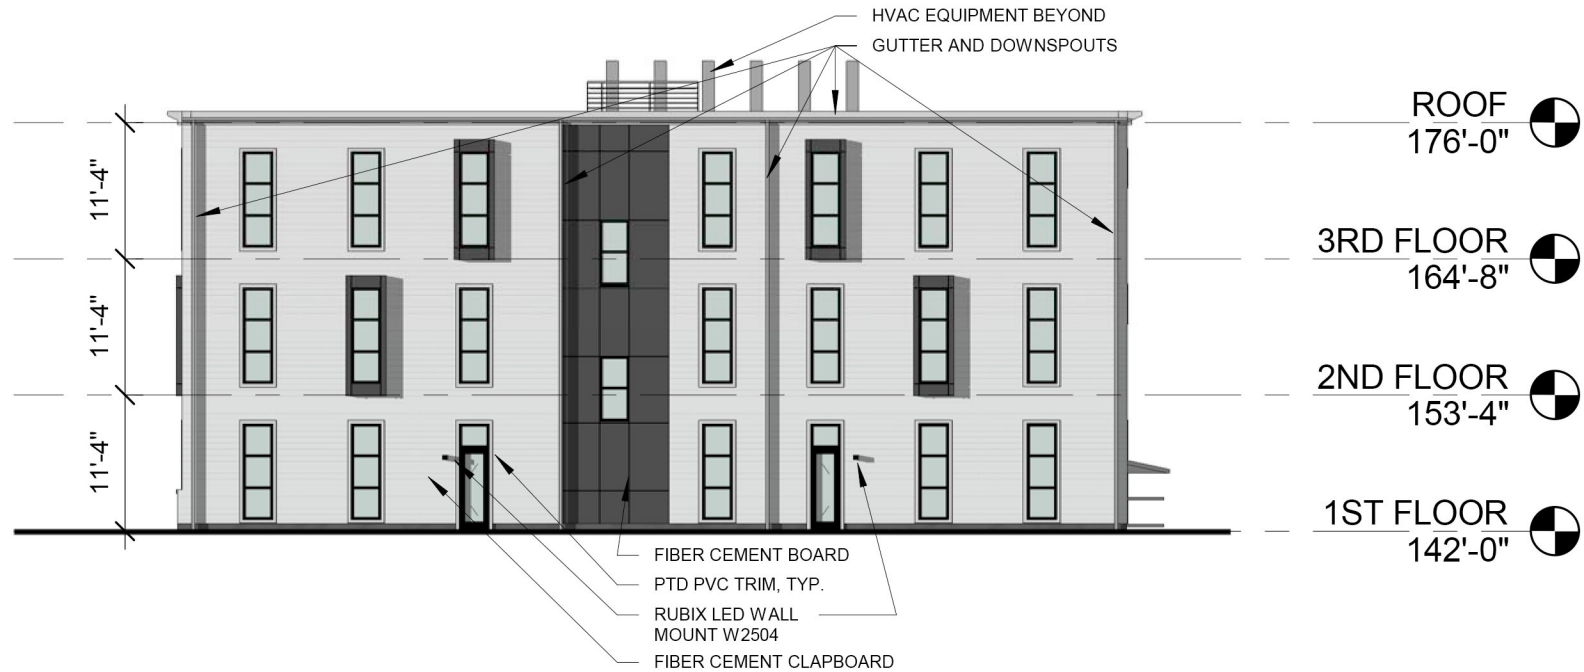 HVAC EQUIPMENT BEYOND
GUTTER AND DOWNSPOUTS
ROOF
176'-0"
11'-4"
3RD FLOOR
164'-8"
11'-4"
2ND FLOOR
153'-4"
11'-4"
1ST FLOOR
142'-0"
FIBER CEMENT BOARD
PTD PVC TRIM, TYP.
RUBIX LED WALL
MOUNT W2504
FIBER CEMENT CLAPBOARD